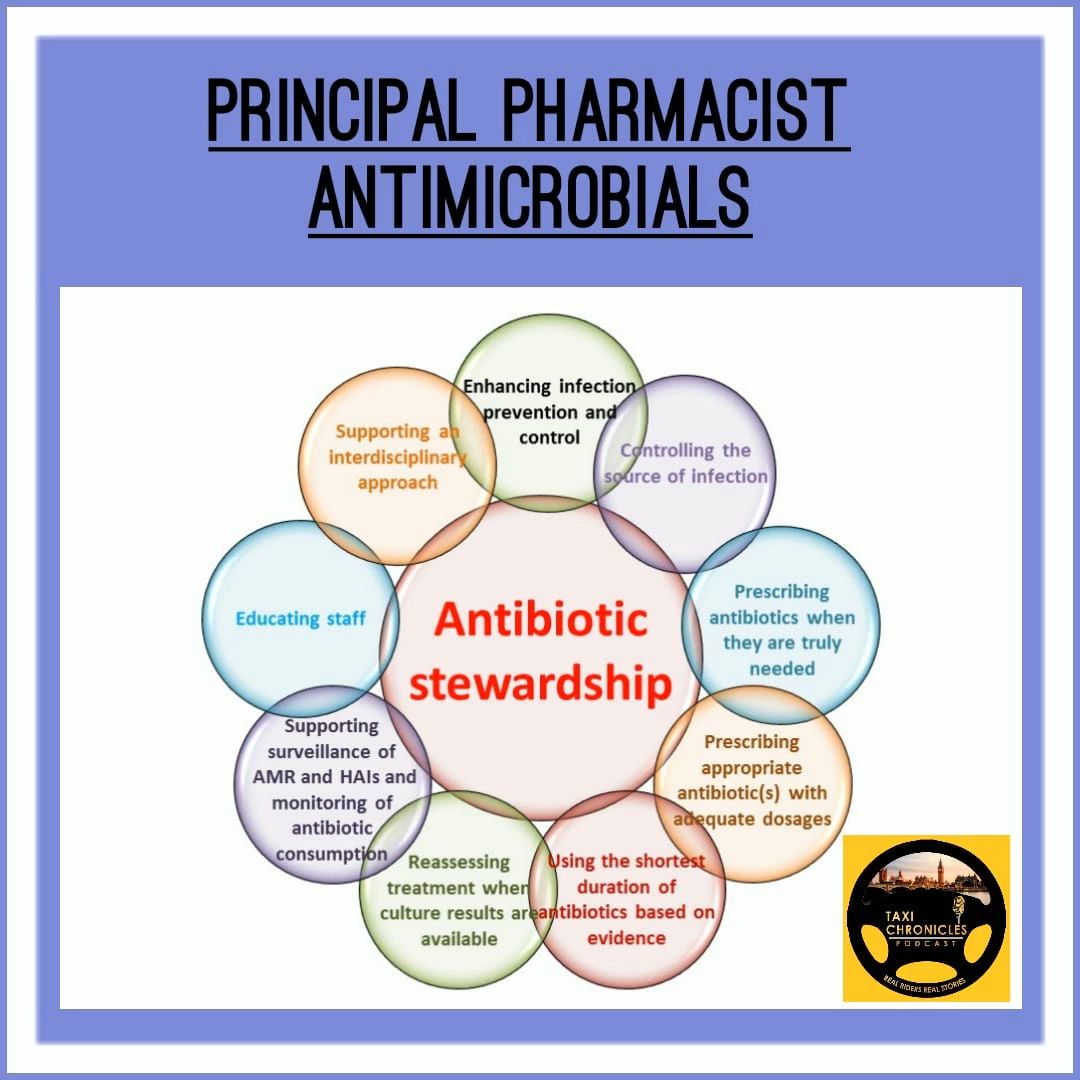 PRINCIPAL PHARMACIST
ANTIMICROBIALS
Enhancing infection
prevention and
control
Controlling the
source of infection
Prescribing
antibiotics when
they are truly
needed
Prescribing
appropriate
antibiotic(s) with
adequate dosages
Using the shortest
duration of
antibiotics based on
evidence
Reassessing
treatment when
culture results are
available
Supporting
surveillance of
AMR and HAIs and
monitoring of
antibiotic
consumption
Educating staff
Supporting an
interdisciplinary
approach
Antibiotic
stewardship
TAXI
CHRONICLES
PODCAST
REAL RIDERS REAL STORIES